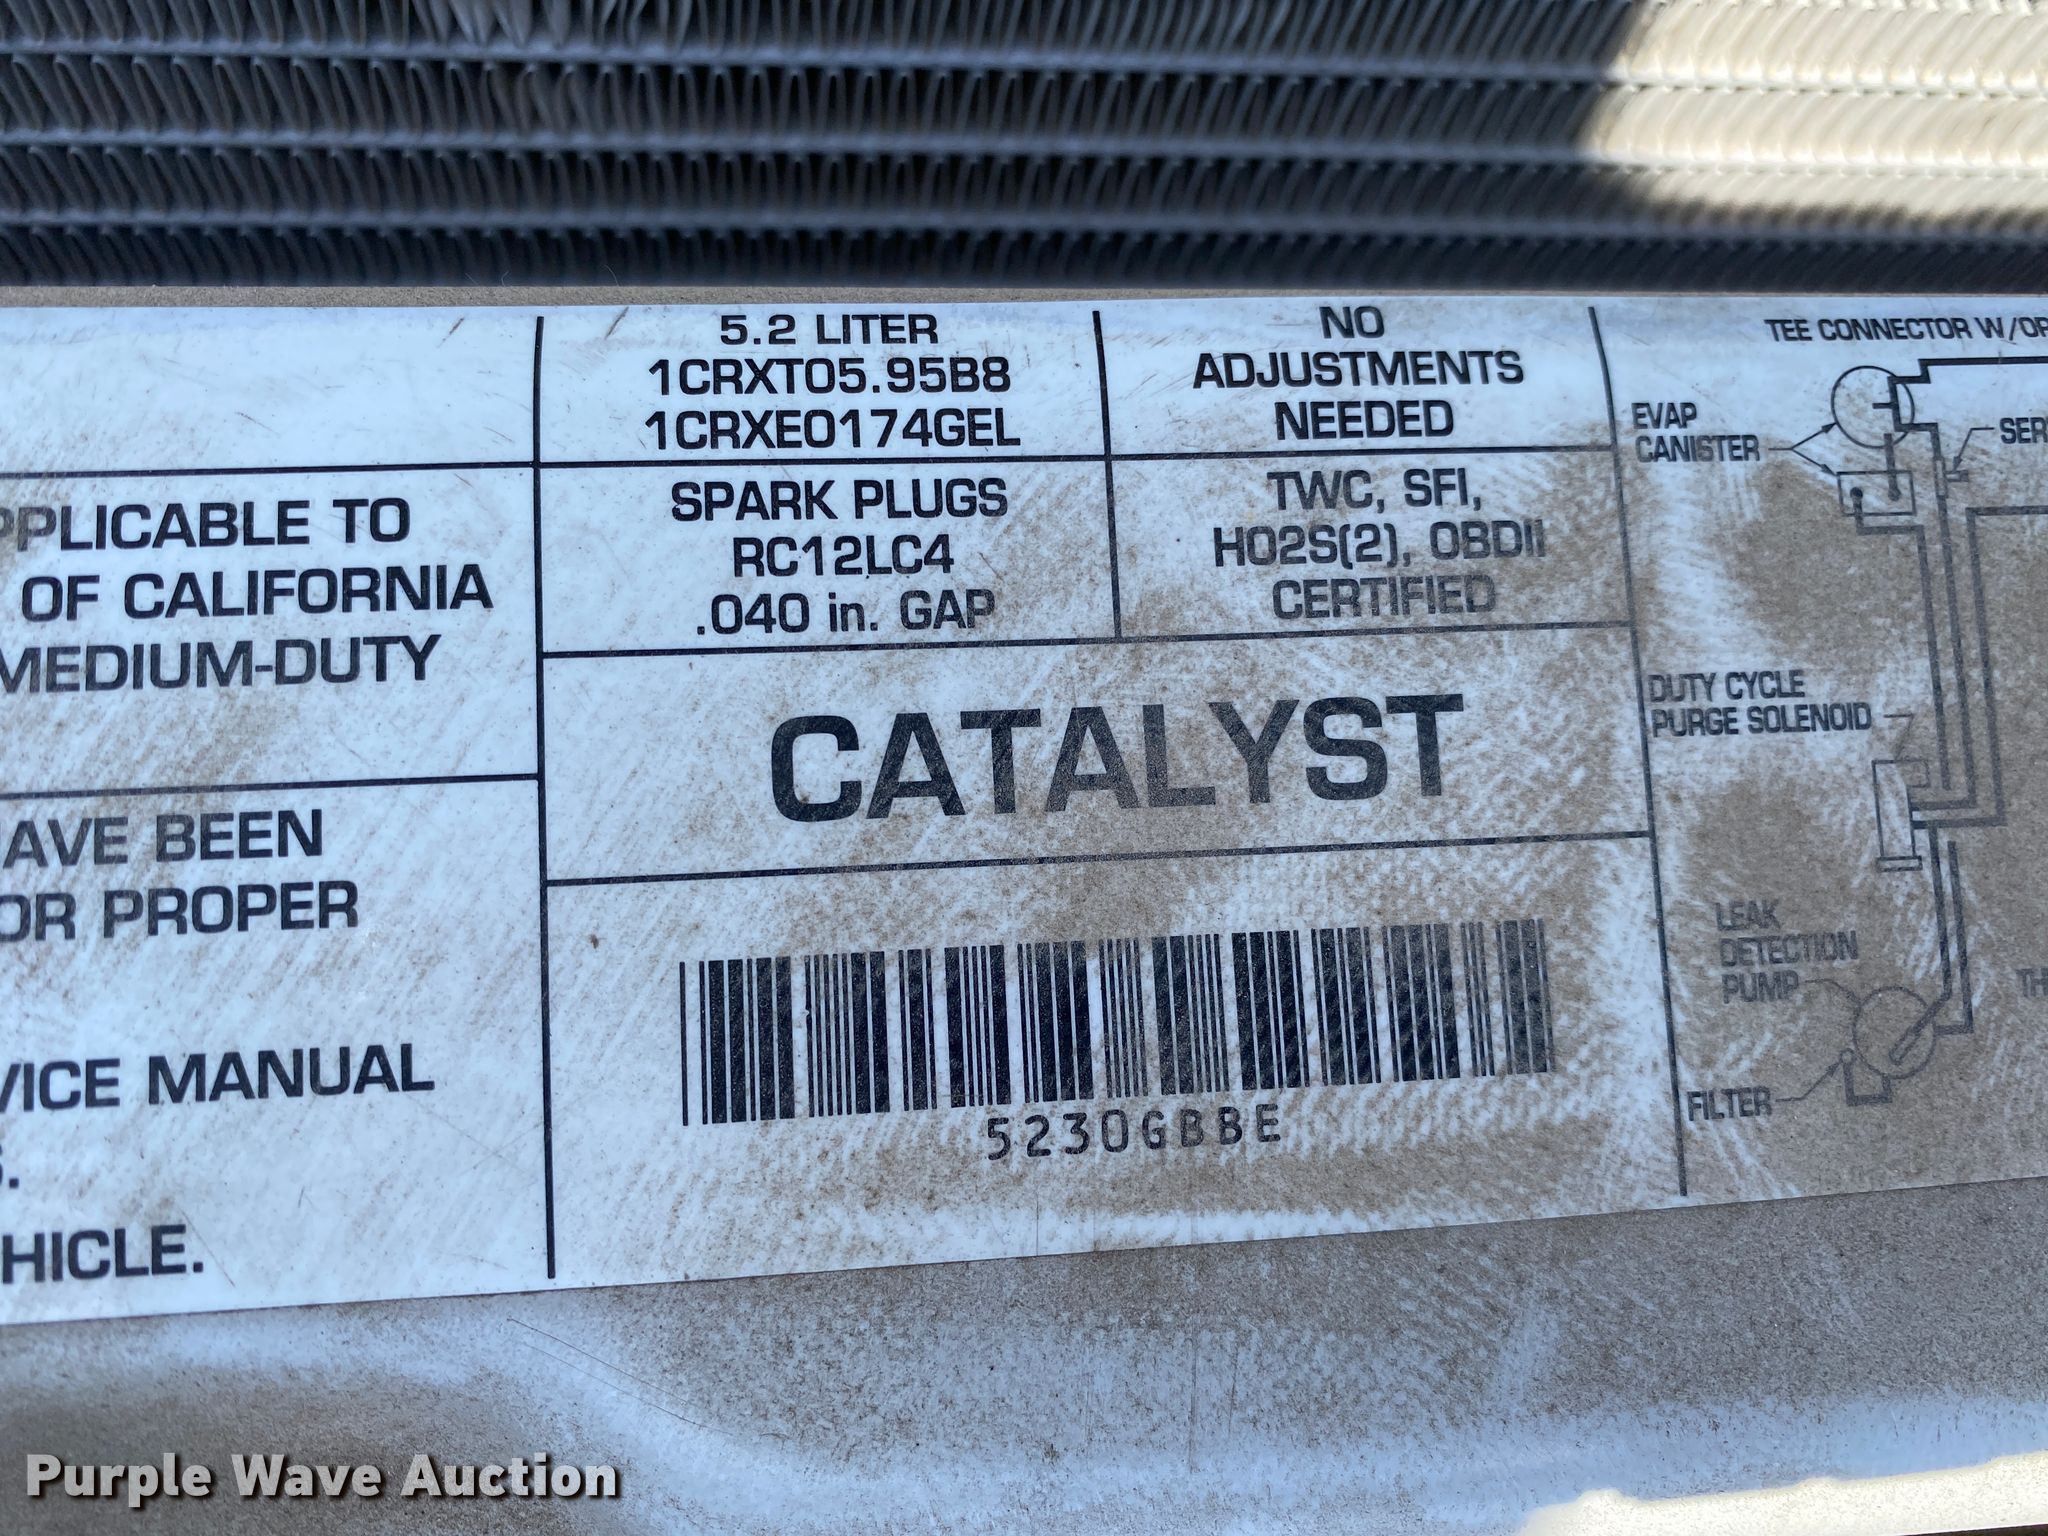 PPLICABLE TO
OF CALIFORNIA
MEDIUM-DUTY
AVE BEEN
OR PROPER
VICE MANUAL
HICLE.
5.2 LITER
1CRXT05.95B8
1CRXE0174GEL
NO
ADJUSTMENTS
NEEDED
SPARK PLUGS
RC12LC4
.040 in. GAP
TWC, SFI,
HO2S(2), OBDII
CERTIFIED
CATALYST
5230GBBE
TEE CONNECTOR W/OR
EVAP
CANISTER
SER
DUTY CYCLE
PURGE SOLENOID
LEAK
DETECTION
PUMP
TH
FILTER
Purple Wave Auction